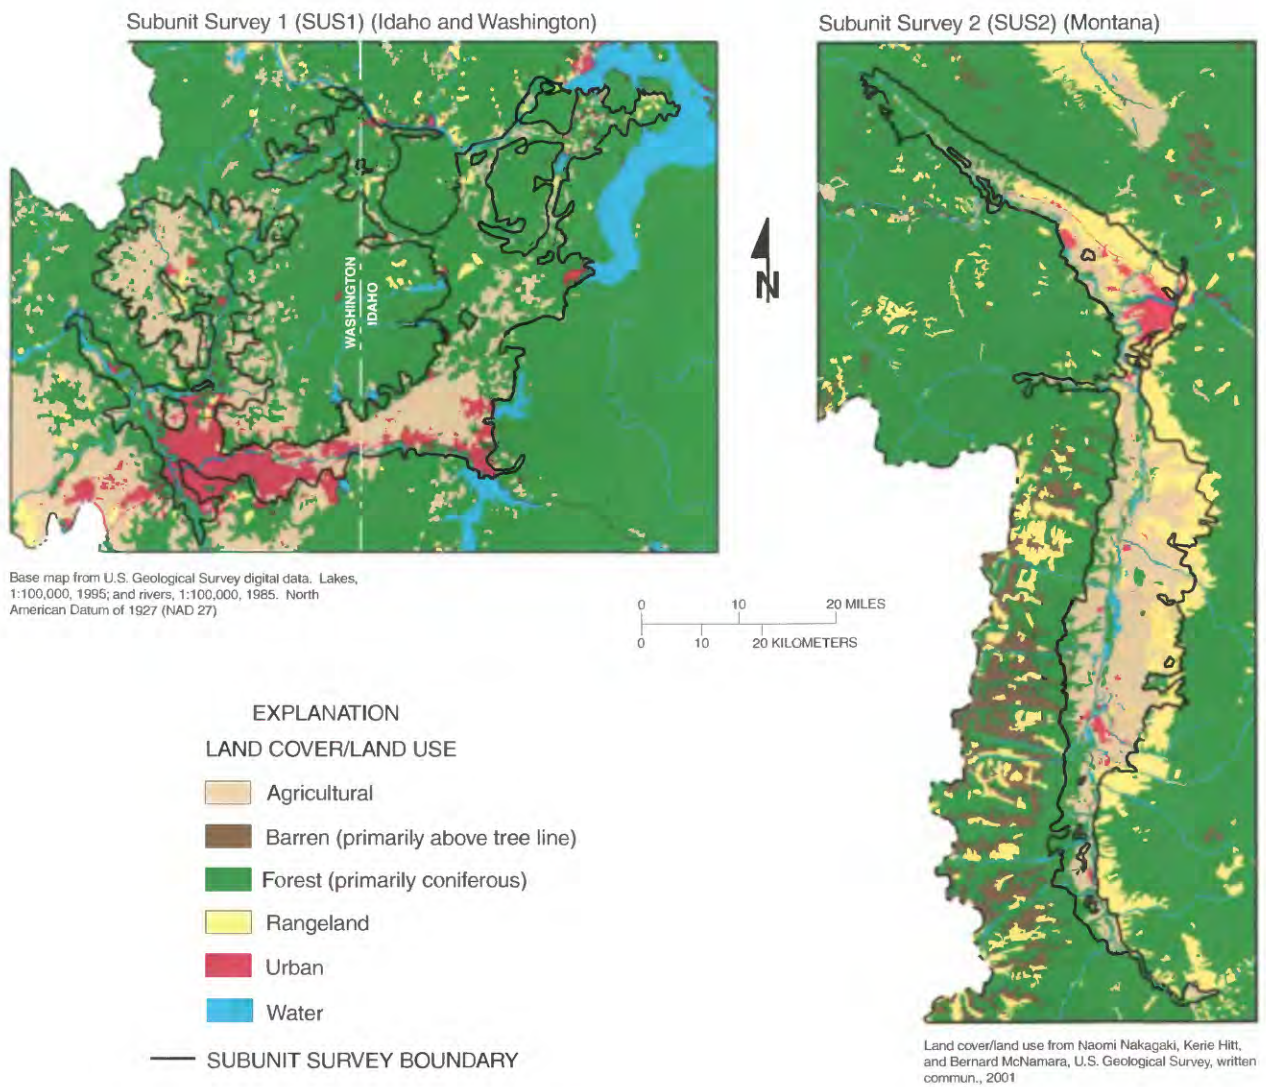 Subunit Survey 1 (SUS1) (Idaho and Washington)
Subunit Survey 2 (SUS2) (Montana)
WASHINGTON
IDAHO
N
Base map from U.S. Geological Survey digital data. Lakes,
1:100,000, 1995; and rivers, 1:100,000, 1985. North
American Datum of 1927 (NAD 27)
0 10 20 MILES
0 10 20 KILOMETERS
EXPLANATION
LAND COVER/LAND USE
Agricultural
Barren (primarily above tree line)
Forest (primarily coniferous)
Rangeland
Urban
Water
SUBUNIT SURVEY BOUNDARY
Land cover/land use from Naomi Nakagaki, Kerie Hitt,
and Bernard McNamara, U.S. Geological Survey, written
commun., 2001